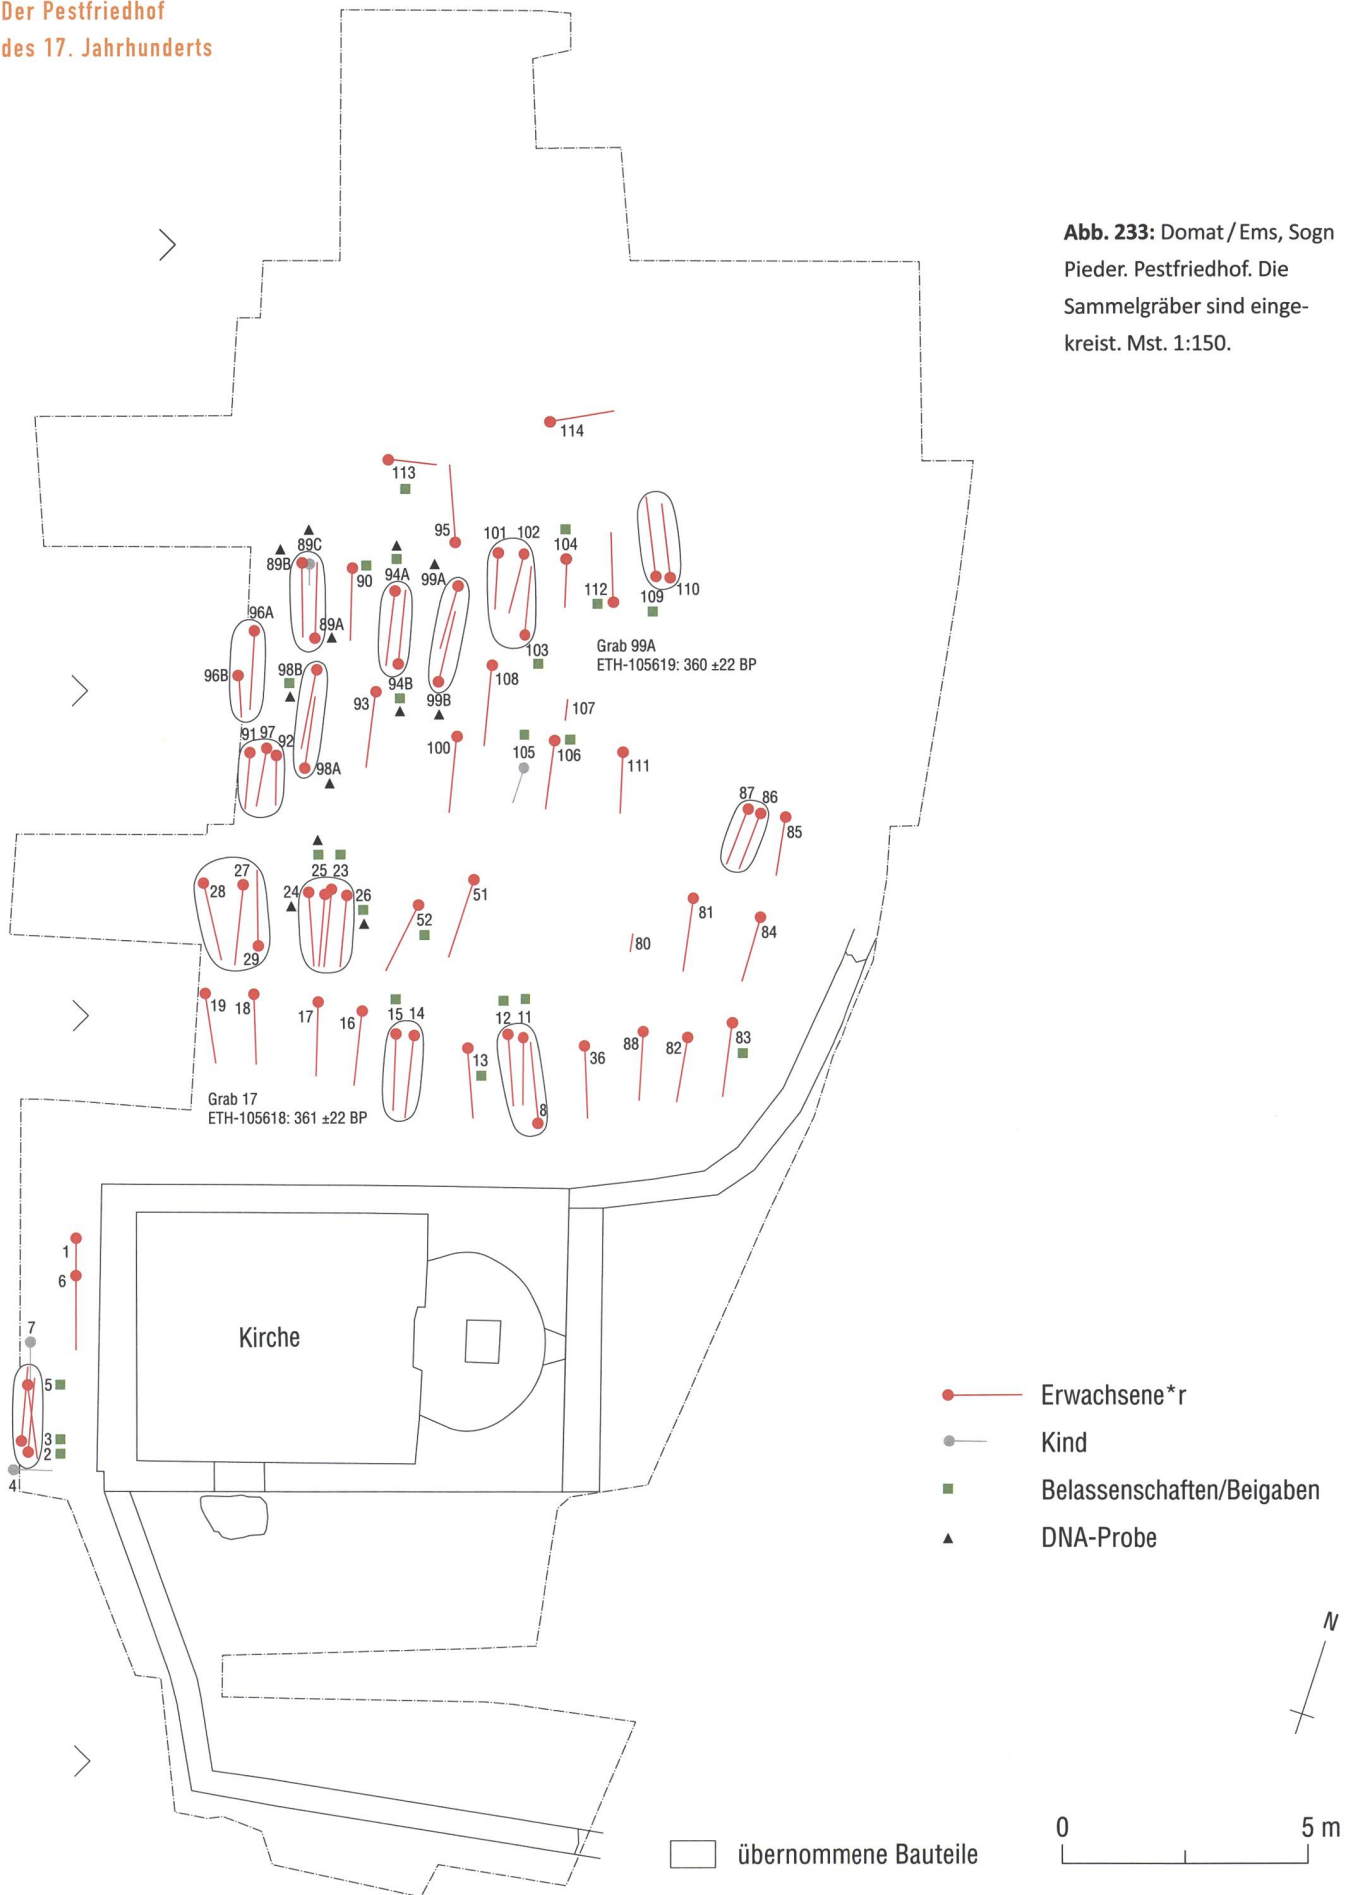 Der Pestfriedhof
des 17. Jahrhunderts
Abb. 233: Domat / Ems, Sogn
Pieder. Pestfriedhof. Die
Sammelgräber sind einge-
kreist. Mst. 1:150.
114
113
95
101 102
104
89C
89B
90
94A
99A
112
109 110
89A
96A
103
Grab 99A
ETH-105619: 360 ±22 BP
96B
98B
94B
108
93
99B
107
91 97 92
100
105
106
98A
111
87 86
85
27
25 23
28
24
26
51
52
81
84
80
29
19 18
17
16
15 14
12 11
13
36
88
82
83
8
Grab 17
ETH-105618: 361 ±22 BP
1
6
7
Kirche
5
3
2
4
Erwachsene*r
Kind
Belassenschaften/Beigaben
DNA-Probe
N
0 5 m
übernommene Bauteile